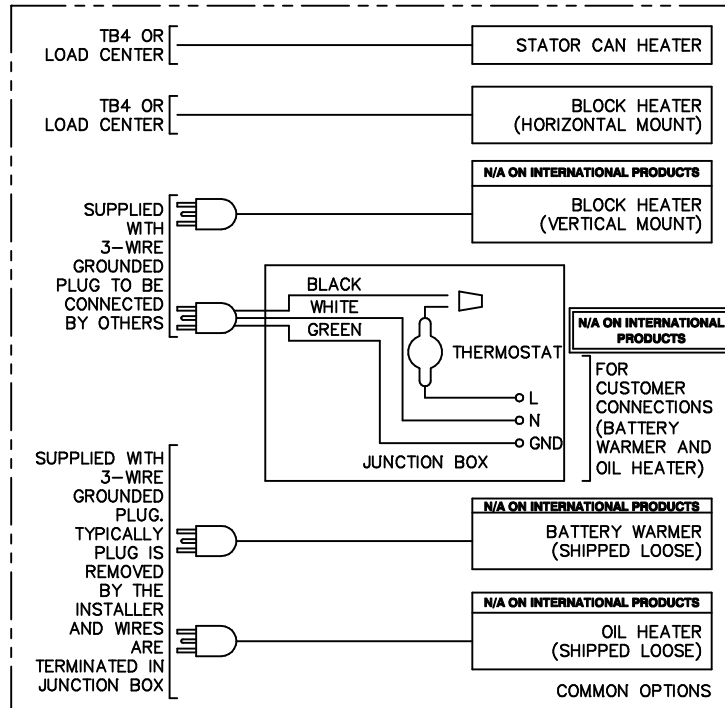 TB4 OR
LOAD CENTER
STATOR CAN HEATER
TB4 OR
LOAD CENTER
BLOCK HEATER
(HORIZONTAL MOUNT)
N/A ON INTERNATIONAL PRODUCTS
BLOCK HEATER
(VERTICAL MOUNT)
SUPPLIED
WITH
3-WIRE
GROUNDED
PLUG TO BE
CONNECTED
BY OTHERS
BLACK
WHITE
GREEN
THERMOSTAT
L
N
GND
JUNCTION BOX
N/A ON INTERNATIONAL
PRODUCTS
FOR
CUSTOMER
CONNECTIONS
(BATTERY
WARMER AND
OIL HEATER)
SUPPLIED WITH
3-WIRE
GROUNDED
PLUG.
TYPICALLY
PLUG IS
REMOVED
BY THE
INSTALLER
AND WIRES
ARE
TERMINATED IN
JUNCTION BOX
N/A ON INTERNATIONAL PRODUCTS
BATTERY WARMER
(SHIPPED LOOSE)
N/A ON INTERNATIONAL PRODUCTS
OIL HEATER
(SHIPPED LOOSE)
COMMON OPTIONS